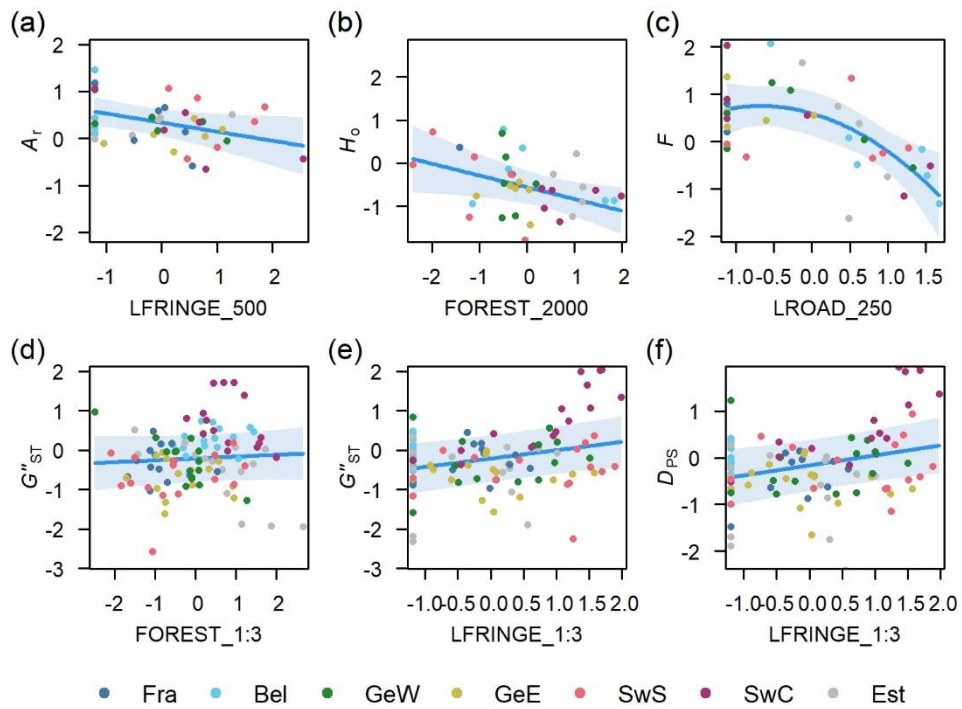 (a) (b) (c)
2 2 2
1 1 1
0 0 0
-1 -1 -1
-2 -2
A_r H_o F
-1 0 1 2 -2 -1 0 1 2 -1.0 0.0 0.5 1.0 1.5
LFRINGE_500 FOREST_2000 LROAD_250
(d) (e) (f)
2 2
1 1 1
0 0 0
-1 -1 -1
-2 -2 -2
-3 -3
G″ST G″ST DPS
-2 -1 0 1 2 -1.0 -0.5 0.0 0.5 1.0 1.5 2.0 -1.0 -0.5 0.0 0.5 1.0 1.5 2.0
FOREST_1:3 LFRINGE_1:3 LFRINGE_1:3
Fra Bel GeW GeE SwS SwC Est